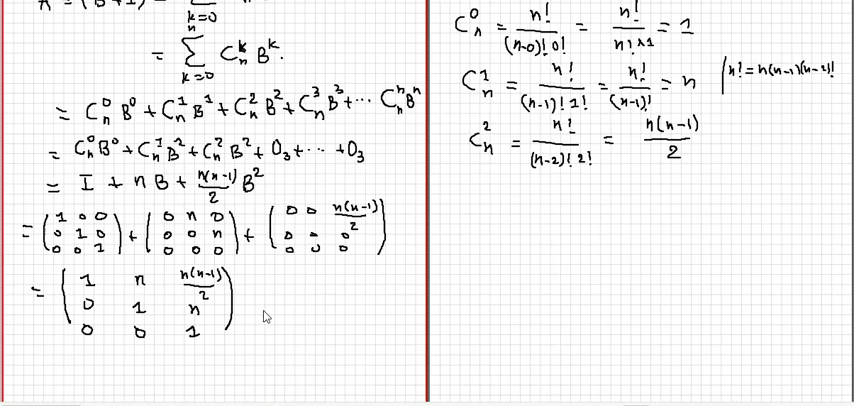 A = (B+I) = Σ k=0
= Σ_{k=0}^{n} C_n^k B^k.
= C_n^0 B^0 + C_n^1 B^1 + C_n^2 B^2 + C_n^3 B^3 + ... C_n^n B^n
= C_n^0 B^0 + C_n^1 B^2 + C_n^2 B^2 + O_3 + ... + O_3
= I + n B + n(n-1)/2 B^2
= (1 0 0 + (0 n 0 + (0 0 n(n-1)/2
0 1 0 0 0 n 0 0 0
0 0 1) 0 0 0) 0 0 0)
= (1 n n(n-1)/2
0 1 n
0 0 1)
C_n^0 = n!/(n-0)! 0! = n!/n! × 1 = 1
C_n^1 = n!/(n-1)! 1! = n!/(n-1)! = n | n! = n(n-1)(n-2)!
C_n^2 = n!/(n-2)! 2! = n(n-1)/2